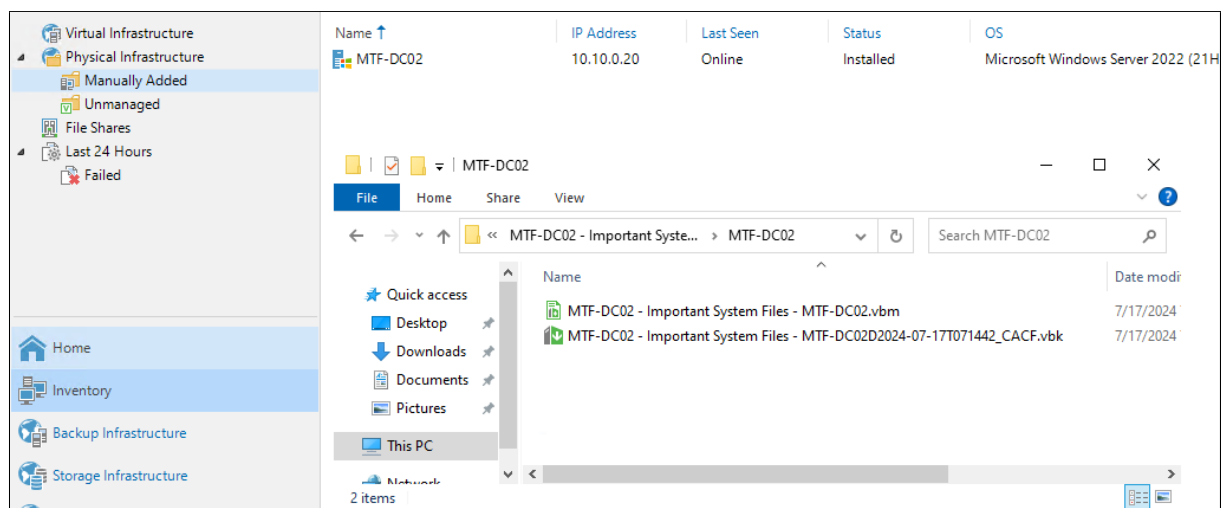 Virtual Infrastructure
Physical Infrastructure
Manually Added
Unmanaged
File Shares
Last 24 Hours
Failed
Home
Inventory
Backup Infrastructure
Storage Infrastructure
Name IP Address Last Seen Status OS
MTF-DC02 10.10.0.20 Online Installed Microsoft Windows Server 2022 (21H
MTF-DC02
File Home Share View
« MTF-DC02 - Important Syste... › MTF-DC02 Search MTF-DC02
Quick access
Desktop
Downloads
Documents
Pictures
This PC
Network
Name Date modi
MTF-DC02 - Important System Files - MTF-DC02.vbm 7/17/2024
MTF-DC02 - Important System Files - MTF-DC02D2024-07-17T071442_CACF.vbk 7/17/2024
2 items